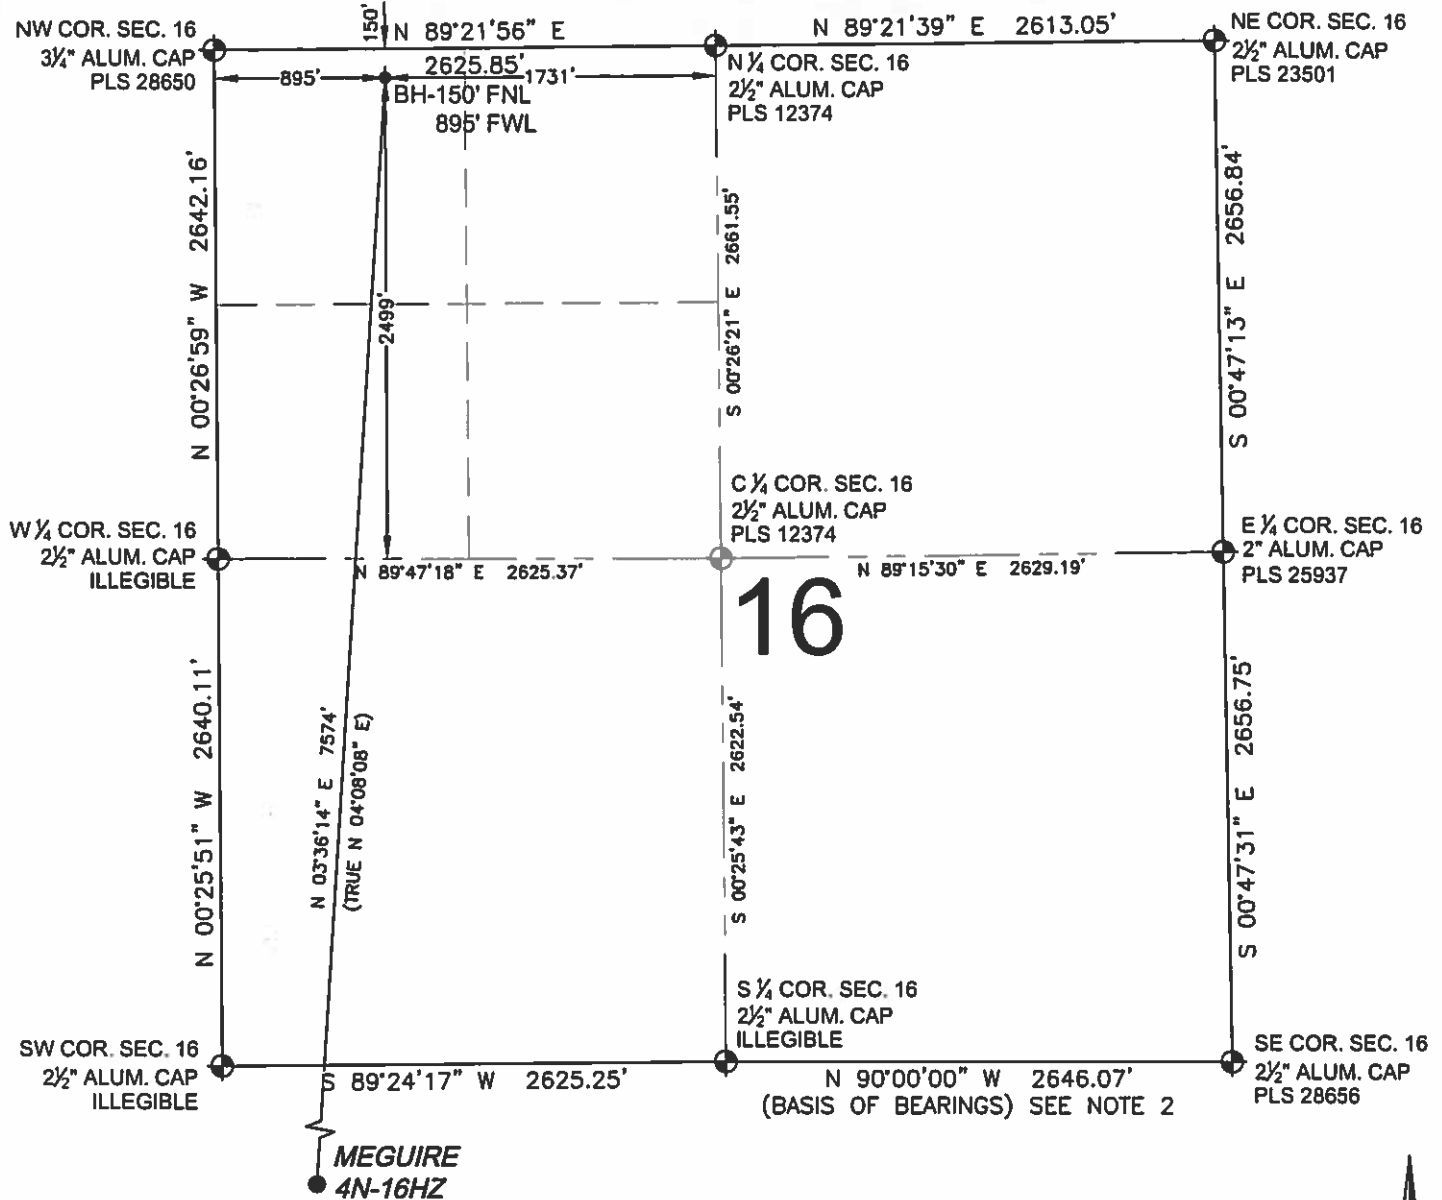 150'
NW COR. SEC. 16
3¼" ALUM. CAP
PLS 28650
N 89°21'56" E
2625.85'
N 89°21'39" E 2613.05'
NE COR. SEC. 16
2½" ALUM. CAP
PLS 23501
895'
1731'
BH-150' FNL
895' FWL
N ¼ COR. SEC. 16
2½" ALUM. CAP
PLS 12374
N 00°26'59" W 2642.16'
2499'
S 00°26'21" E 2661.55'
S 00°47'13" E 2656.84'
W ¼ COR. SEC. 16
2½" ALUM. CAP
ILLEGIBLE
C ¼ COR. SEC. 16
2½" ALUM. CAP
PLS 12374
E ¼ COR. SEC. 16
2" ALUM. CAP
PLS 25937
N 89°47'18" E 2625.37'
N 89°15'30" E 2629.19'
16
N 00°25'51" W 2640.11'
N 03°36'14" E 7574'
(TRUE N 04°08'08" E)
S 00°25'43" E 2622.54'
S 00°47'31" E 2656.75'
SW COR. SEC. 16
2½" ALUM. CAP
ILLEGIBLE
S ¼ COR. SEC. 16
2½" ALUM. CAP
ILLEGIBLE
SE COR. SEC. 16
2½" ALUM. CAP
PLS 28656
S 89°24'17" W 2625.25'
N 90°00'00" W 2646.07'
(BASIS OF BEARINGS) SEE NOTE 2
MEGUIRE
4N-16HZ